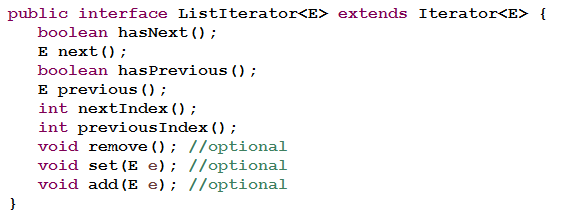 public interface ListIterator<E> extends Iterator<E> {
boolean hasNext();
E next();
boolean hasPrevious();
E previous();
int nextIndex();
int previousIndex();
void remove(); //optional
void set(E e); //optional
void add(E e); //optional
}